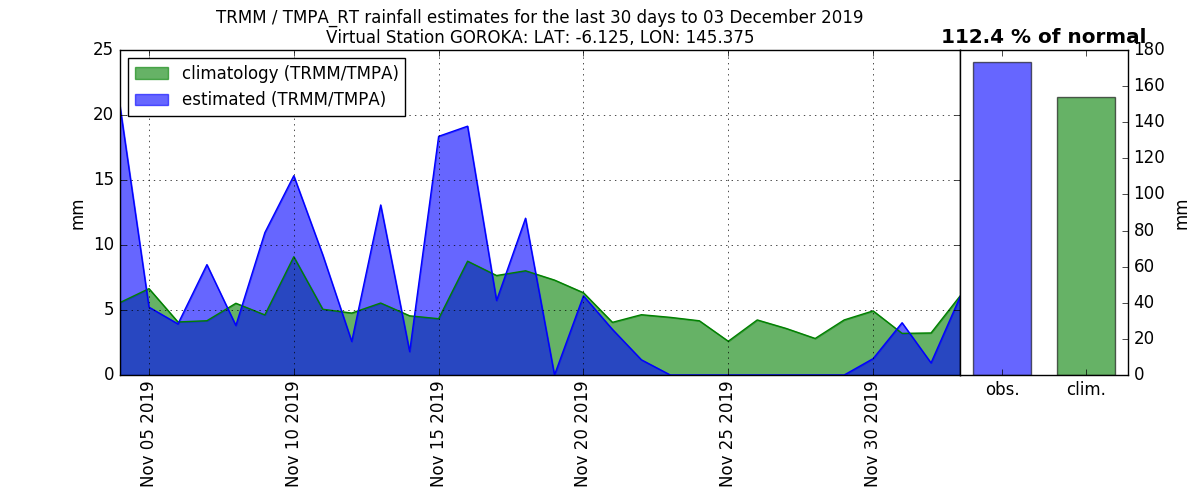 TRMM / TMPA_RT rainfall estimates for the last 30 days to 03 December 2019
Virtual Station GOROKA: LAT: -6.125, LON: 145.375
112.4 % of normal
climatology (TRMM/TMPA)
estimated (TRMM/TMPA)
mm
25
20
15
10
5
0
Nov 05 2019
Nov 10 2019
Nov 15 2019
Nov 20 2019
Nov 25 2019
Nov 30 2019
obs.
clim.
180
160
140
120
100
80
60
40
20
0
mm